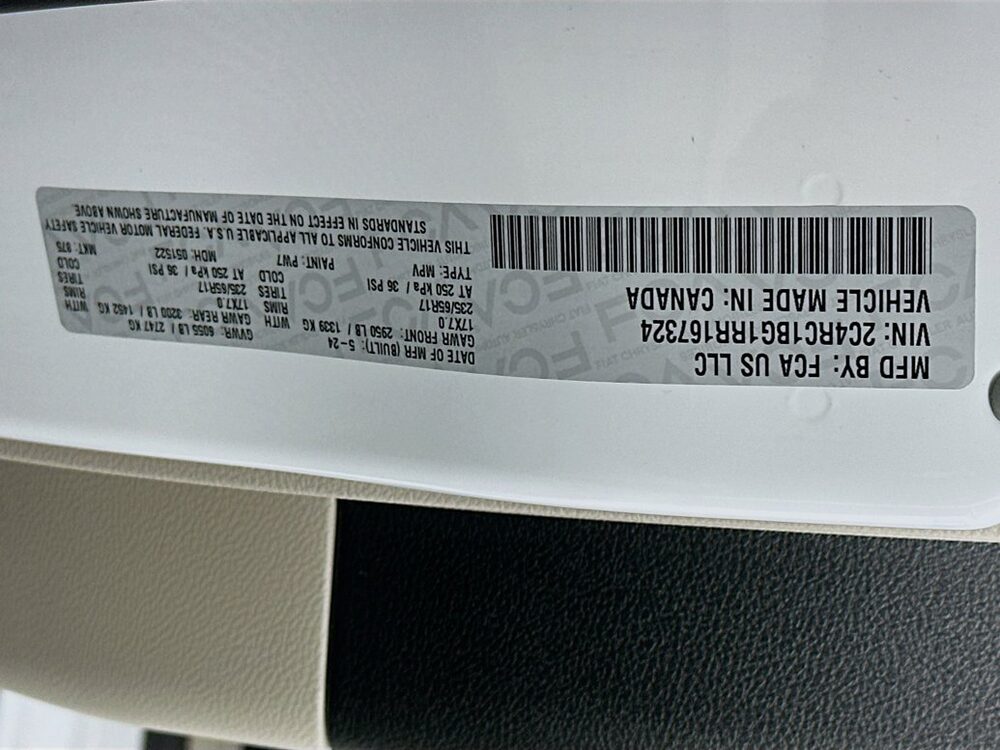 MFD BY: FCA US LLC
VIN: 2C4RC1BG1RR167324
VEHICLE MADE IN: CANADA
DATE OF MFR (BUILT): 5-24
GVWR: 6055 LB / 2747 KG
GAWR FRONT: 2950 LB / 1339 KG WITH
GAWR REAR: 3200 LB / 1452 KG WITH
17X7.0 RIMS
17X7.0 RIMS
235/65R17 TIRES
235/65R17 TIRES
AT 250 kPa / 36 PSI COLD
AT 250 kPa / 36 PSI COLD
TYPE: MPV
PAINT: PW7
MDH: 051522
MKT: 975
THIS VEHICLE CONFORMS TO ALL APPLICABLE U.S.A. FEDERAL MOTOR VEHICLE SAFETY
STANDARDS IN EFFECT ON THE DATE OF MANUFACTURE SHOWN ABOVE.